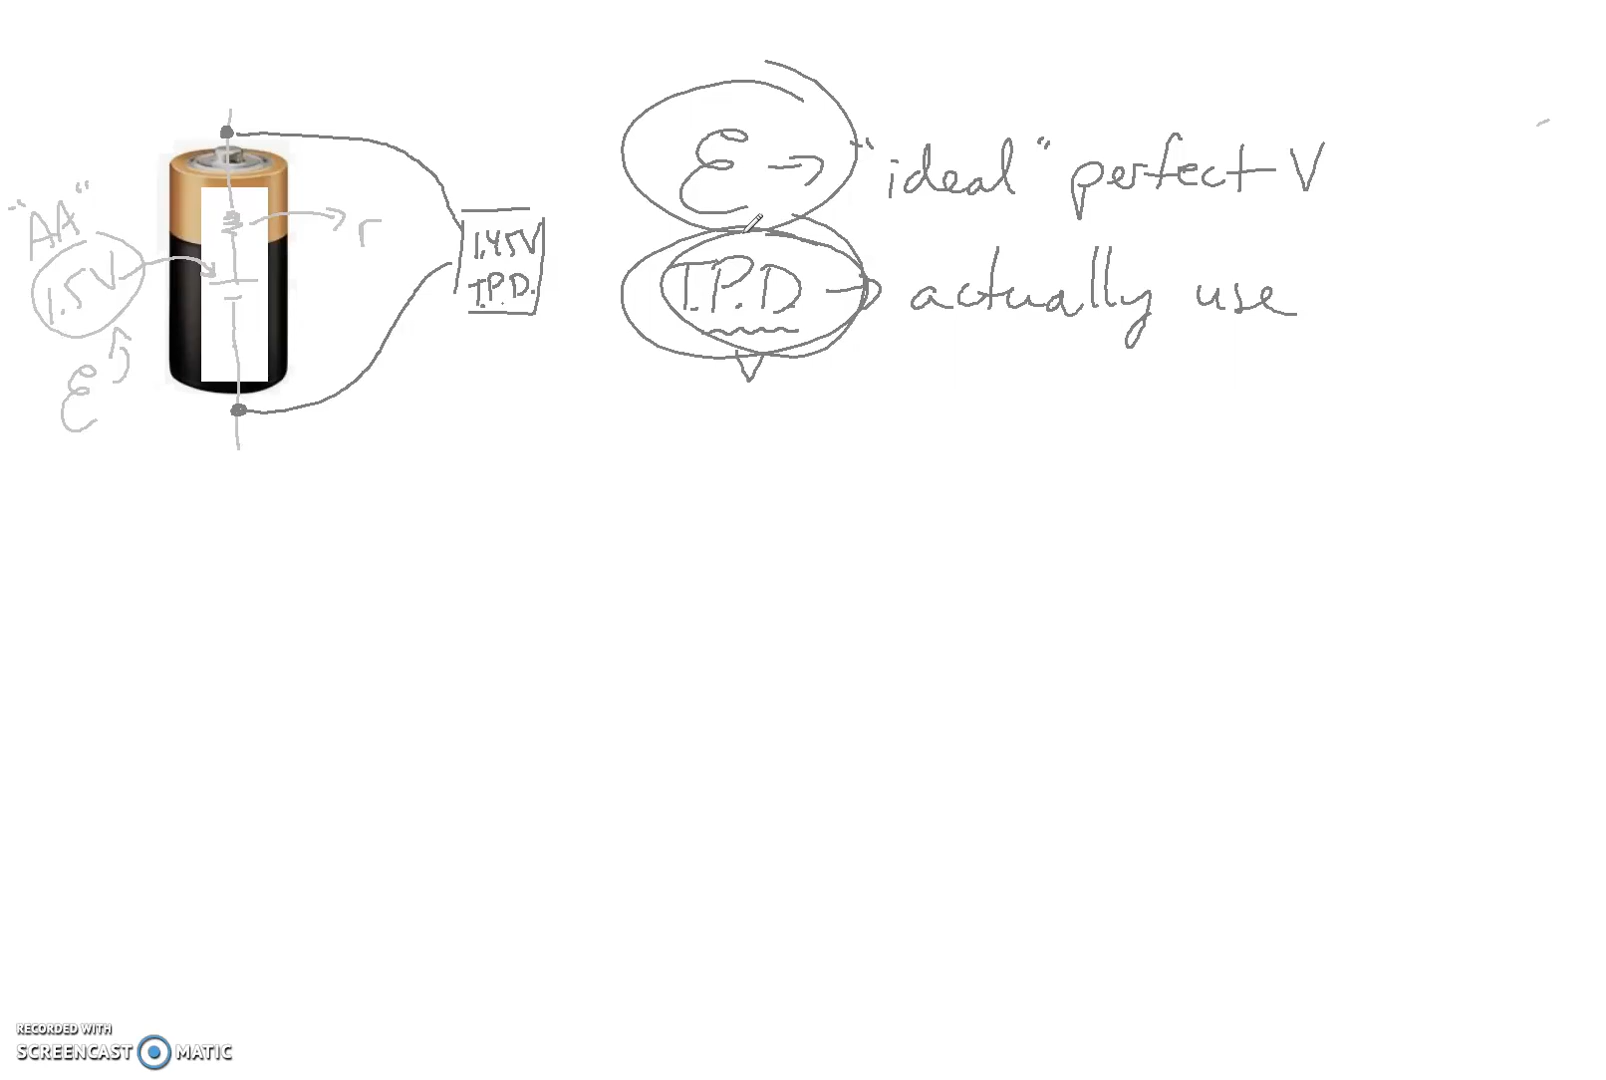 "AA"
1.5V
ℰ
r
1.45V
T.P.D.
ℰ → "ideal" perfect V
T.P.D → actually use
V
RECORDED WITH
SCREENCAST MATIC